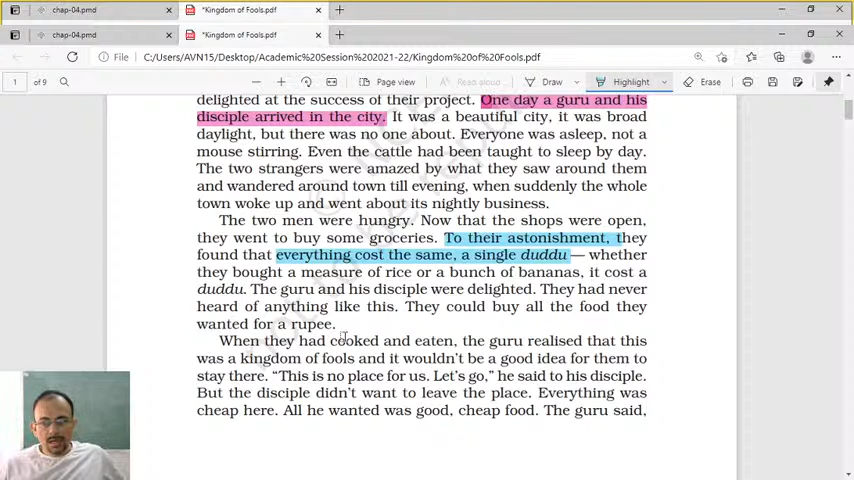 chap-04.pmd
*Kingdom of Fools.pdf
chap-04.pmd
*Kingdom of Fools.pdf
File
C:/Users/AVN15/Desktop/Academic%20Session%202021-22/Kingdom%20of%20Fools.pdf
1 of 9
Page view
Read aloud
Draw
Highlight
Erase
delighted at the success of their project. One day a guru and his
disciple arrived in the city. It was a beautiful city, it was broad
daylight, but there was no one about. Everyone was asleep, not a
mouse stirring. Even the cattle had been taught to sleep by day.
The two strangers were amazed by what they saw around them
and wandered around town till evening, when suddenly the whole
town woke up and went about its nightly business.
The two men were hungry. Now that the shops were open,
they went to buy some groceries. To their astonishment, they
found that everything cost the same, a single duddu — whether
they bought a measure of rice or a bunch of bananas, it cost a
duddu. The guru and his disciple were delighted. They had never
heard of anything like this. They could buy all the food they
wanted for a rupee.
When they had cooked and eaten, the guru realised that this
was a kingdom of fools and it wouldn't be a good idea for them to
stay there. “This is no place for us. Let's go,” he said to his disciple.
But the disciple didn't want to leave the place. Everything was
cheap here. All he wanted was good, cheap food. The guru said,